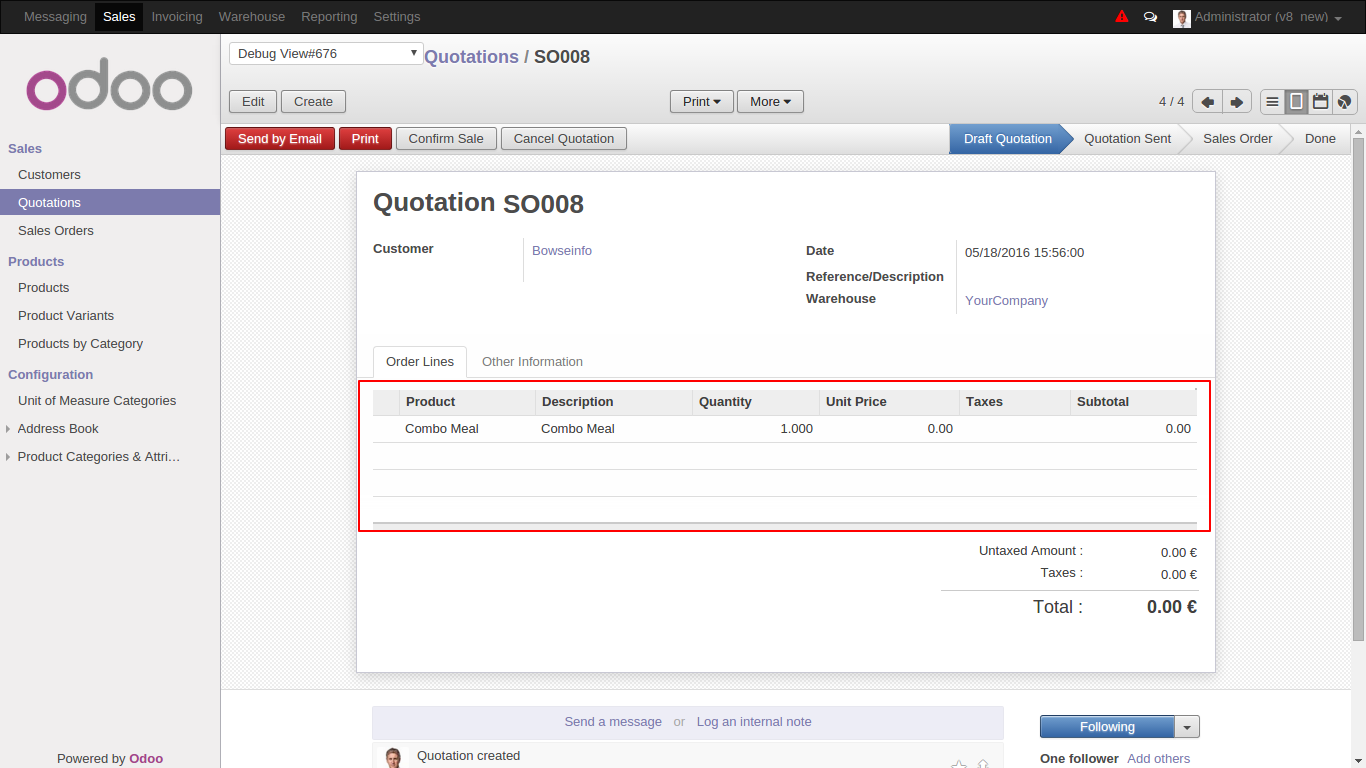 Messaging Sales Invoicing Warehouse Reporting Settings Administrator (v8_new)
odoo
Debug View#676 Quotations / SO008
Edit Create Print More 4 / 4
Send by Email Print Confirm Sale Cancel Quotation Draft Quotation Quotation Sent Sales Order Done
Sales
Customers
Quotations
Sales Orders
Products
Products
Product Variants
Products by Category
Configuration
Unit of Measure Categories
Address Book
Product Categories & Attri...
Powered by Odoo
Quotation SO008
Customer Bowseinfo
Date 05/18/2016 15:56:00
Reference/Description
Warehouse YourCompany
Order Lines Other Information
Product Description Quantity Unit Price Taxes Subtotal
Combo Meal Combo Meal 1.000 0.00 0.00
Untaxed Amount : 0.00 €
Taxes : 0.00 €
Total : 0.00 €
Send a message or Log an internal note
Quotation created
Following
One follower Add others